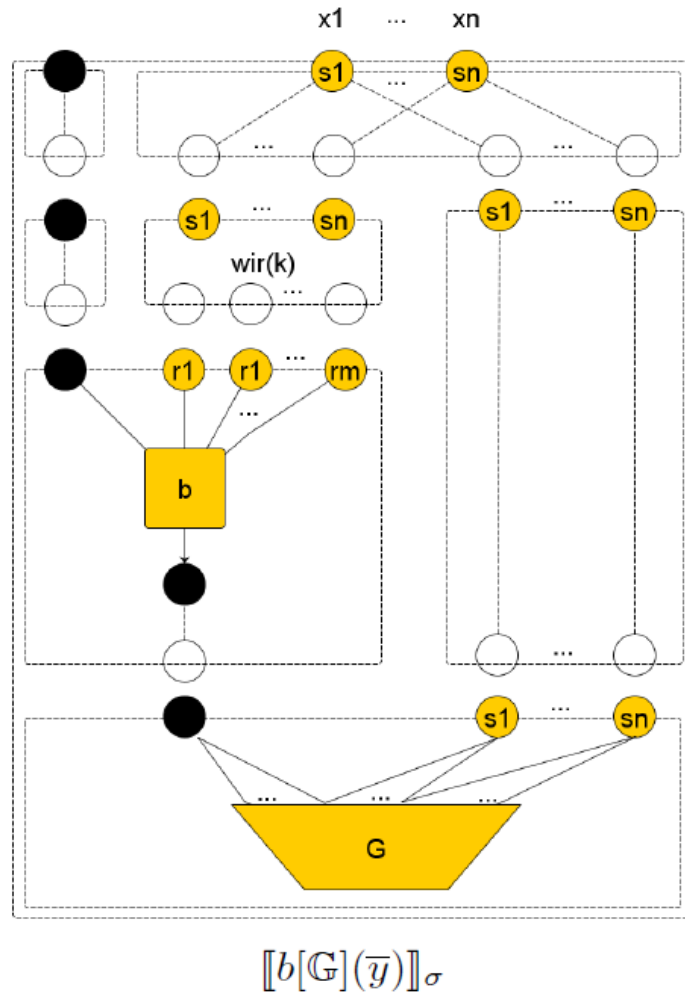 x1 ... xn
s1 ... sn
... ...
s1 ... sn s1 ... sn
wir(k)
...
r1 r1 ... rm
...
b
...
s1 ... sn
... ... ...
G
⟦b[𝔾](y̅)⟧σ